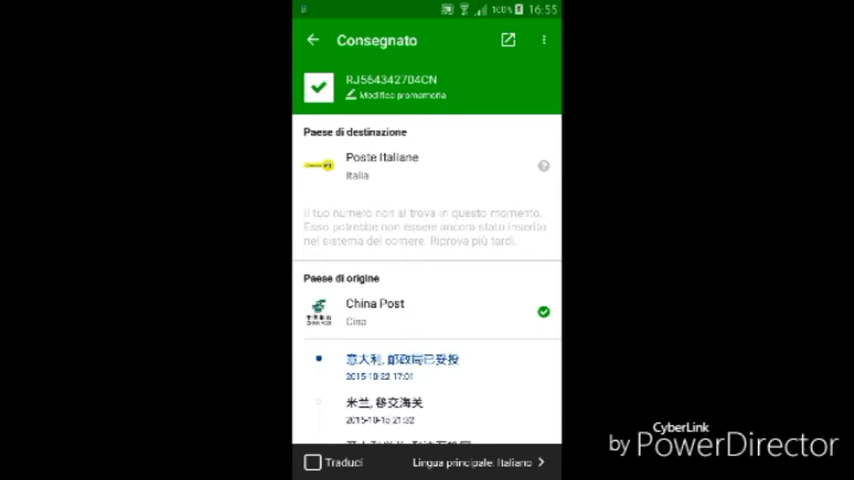 100% 16:55
Consegnato
RJ564342704CN
Modifica promemoria
Paese di destinazione
Poste Italiane
Italia
Il tuo numero non si trova in questo momento.
Esso potrebbe non essere ancora stato inserito
nel sistema del corriere. Riprova più tardi.
Paese di origine
China Post
Cina
意大利, 邮政局已妥投
2015-10-22 17:01
米兰, 移交海关
2015-10-15 21:32
Traduci
Lingua principale: Italiano
CyberLink
by PowerDirector